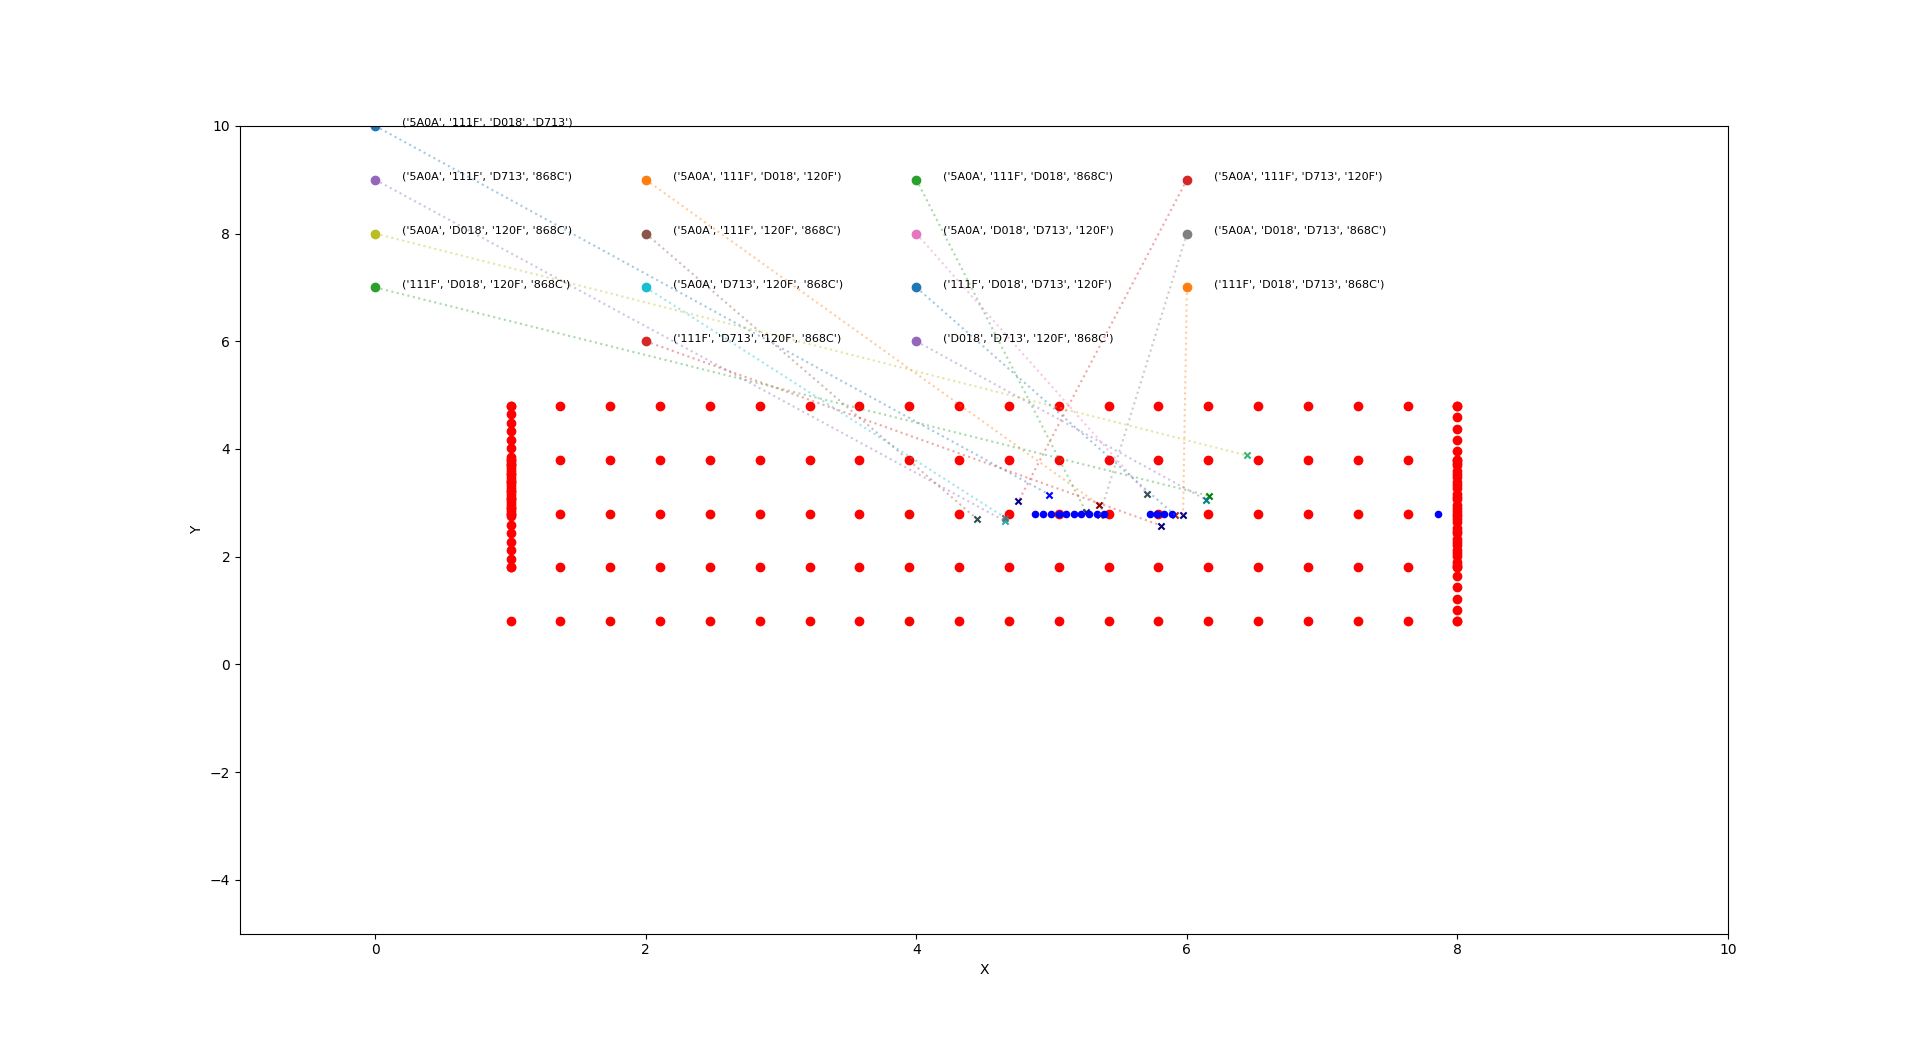 ('5A0A', '111F', 'D018', 'D713')
('5A0A', '111F', 'D713', '868C') ('5A0A', '111F', 'D018', '120F') ('5A0A', '111F', 'D018', '868C') ('5A0A', '111F', 'D713', '120F')
('5A0A', 'D018', '120F', '868C') ('5A0A', '111F', '120F', '868C') ('5A0A', 'D018', 'D713', '120F') ('5A0A', 'D018', 'D713', '868C')
('111F', 'D018', '120F', '868C') ('5A0A', 'D713', '120F', '868C') ('111F', 'D018', 'D713', '120F') ('111F', 'D018', 'D713', '868C')
('111F', 'D713', '120F', '868C') ('D018', 'D713', '120F', '868C')
10
8
6
4
2
0
−2
−4
Y
0 2 4 6 8 10
X